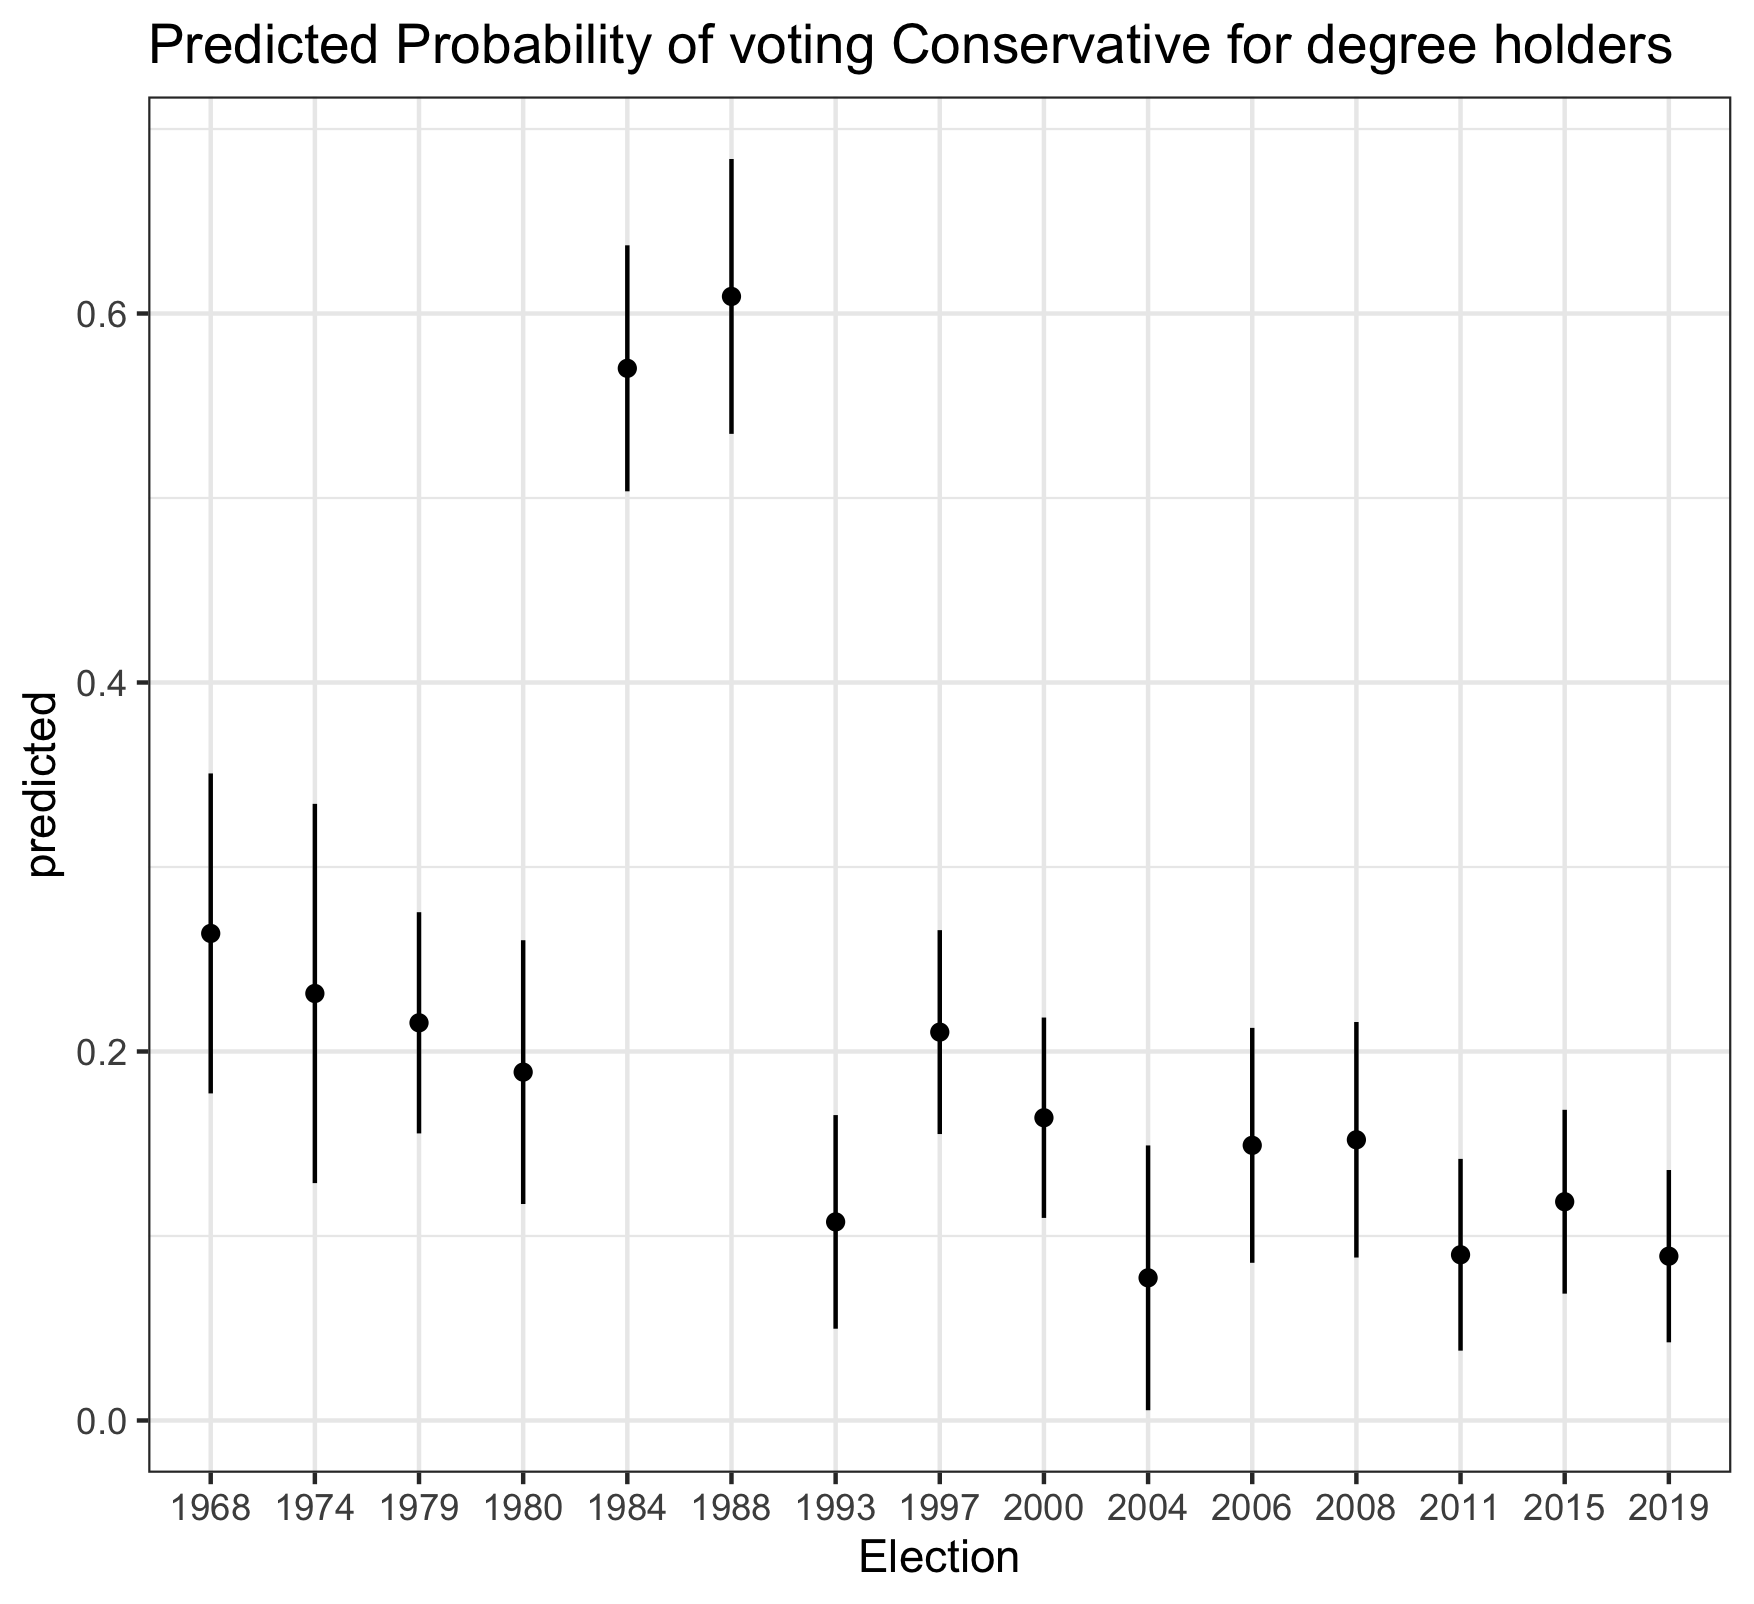 Predicted Probability of voting Conservative for degree holders
predicted
0.6
0.4
0.2
0.0
1968 1974 1979 1980 1984 1988 1993 1997 2000 2004 2006 2008 2011 2015 2019
Election